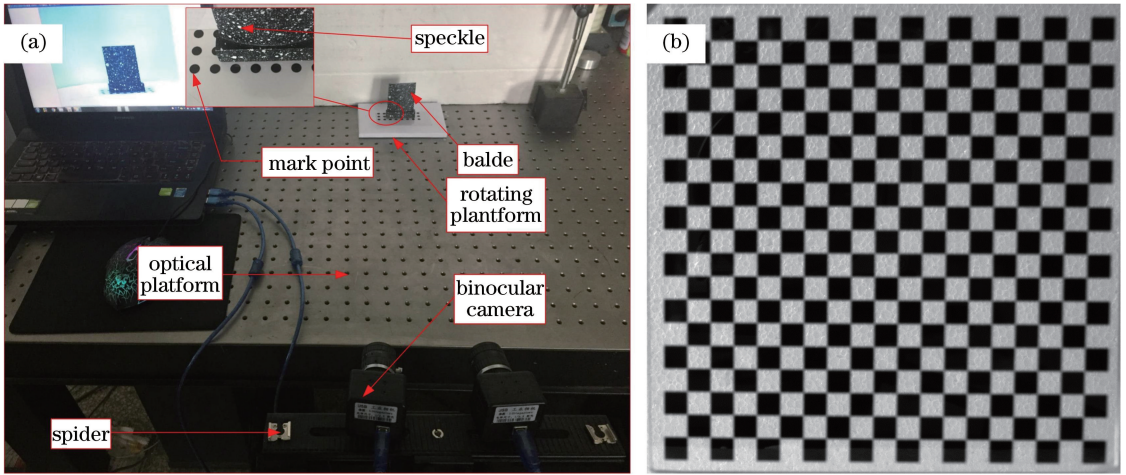 (a)
speckle
(b)
mark point
balde
rotating
plantform
optical
platform
binocular
camera
spider